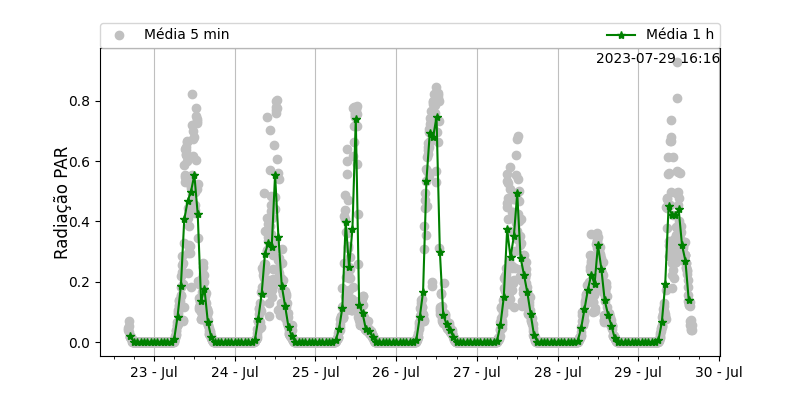 Média 5 min
Média 1 h
2023-07-29 16:16
Radiação PAR
0.8
0.6
0.4
0.2
0.0
23 - Jul
24 - Jul
25 - Jul
26 - Jul
27 - Jul
28 - Jul
29 - Jul
30 - Jul